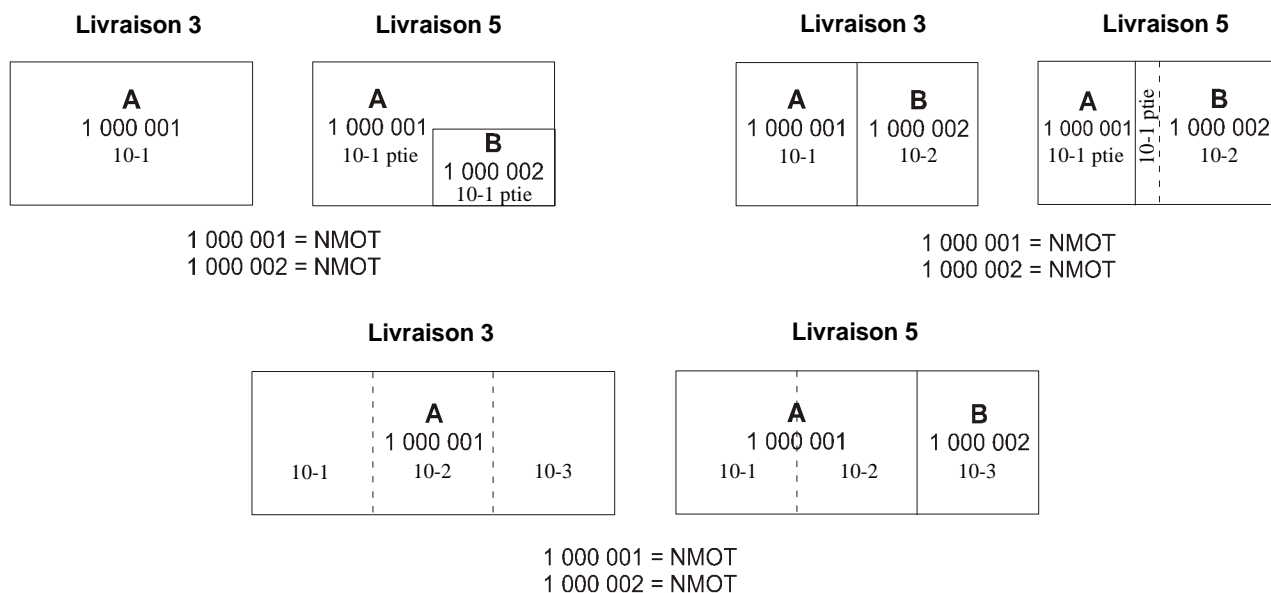 Livraison 3
Livraison 5
A
1 000 001
10-1
A
1 000 001
10-1 ptie
B
1 000 002
10-1 ptie
1 000 001 = NMOT
1 000 002 = NMOT
Livraison 3
Livraison 5
A
1 000 001
10-1
B
1 000 002
10-2
A
1 000 001
10-1 ptie
10-1 ptie
B
1 000 002
10-2
1 000 001 = NMOT
1 000 002 = NMOT
Livraison 3
Livraison 5
A
1 000 001
10-1
10-2
10-3
A
1 000 001
10-1
10-2
B
1 000 002
10-3
1 000 001 = NMOT
1 000 002 = NMOT